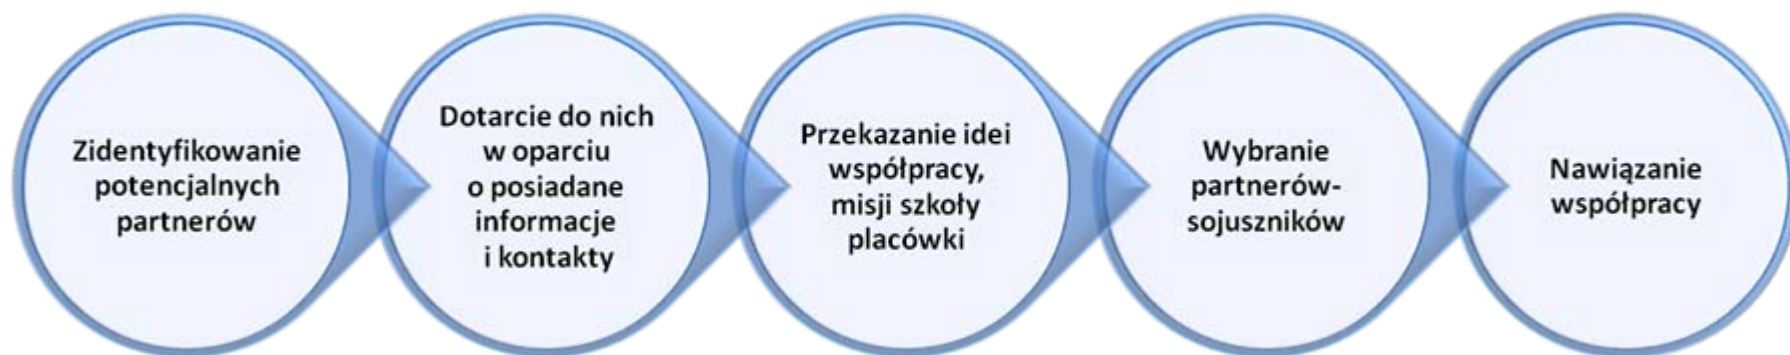 Zidentyfikowanie
potencjalnych
partnerów
Dotarcie do nich
w oparciu
o posiadane
informacje
i kontakty
Przekazanie idei
współpracy,
misji szkoły
placówki
Wybranie
partnerów-
sojuszników
Nawiązanie
współpracy